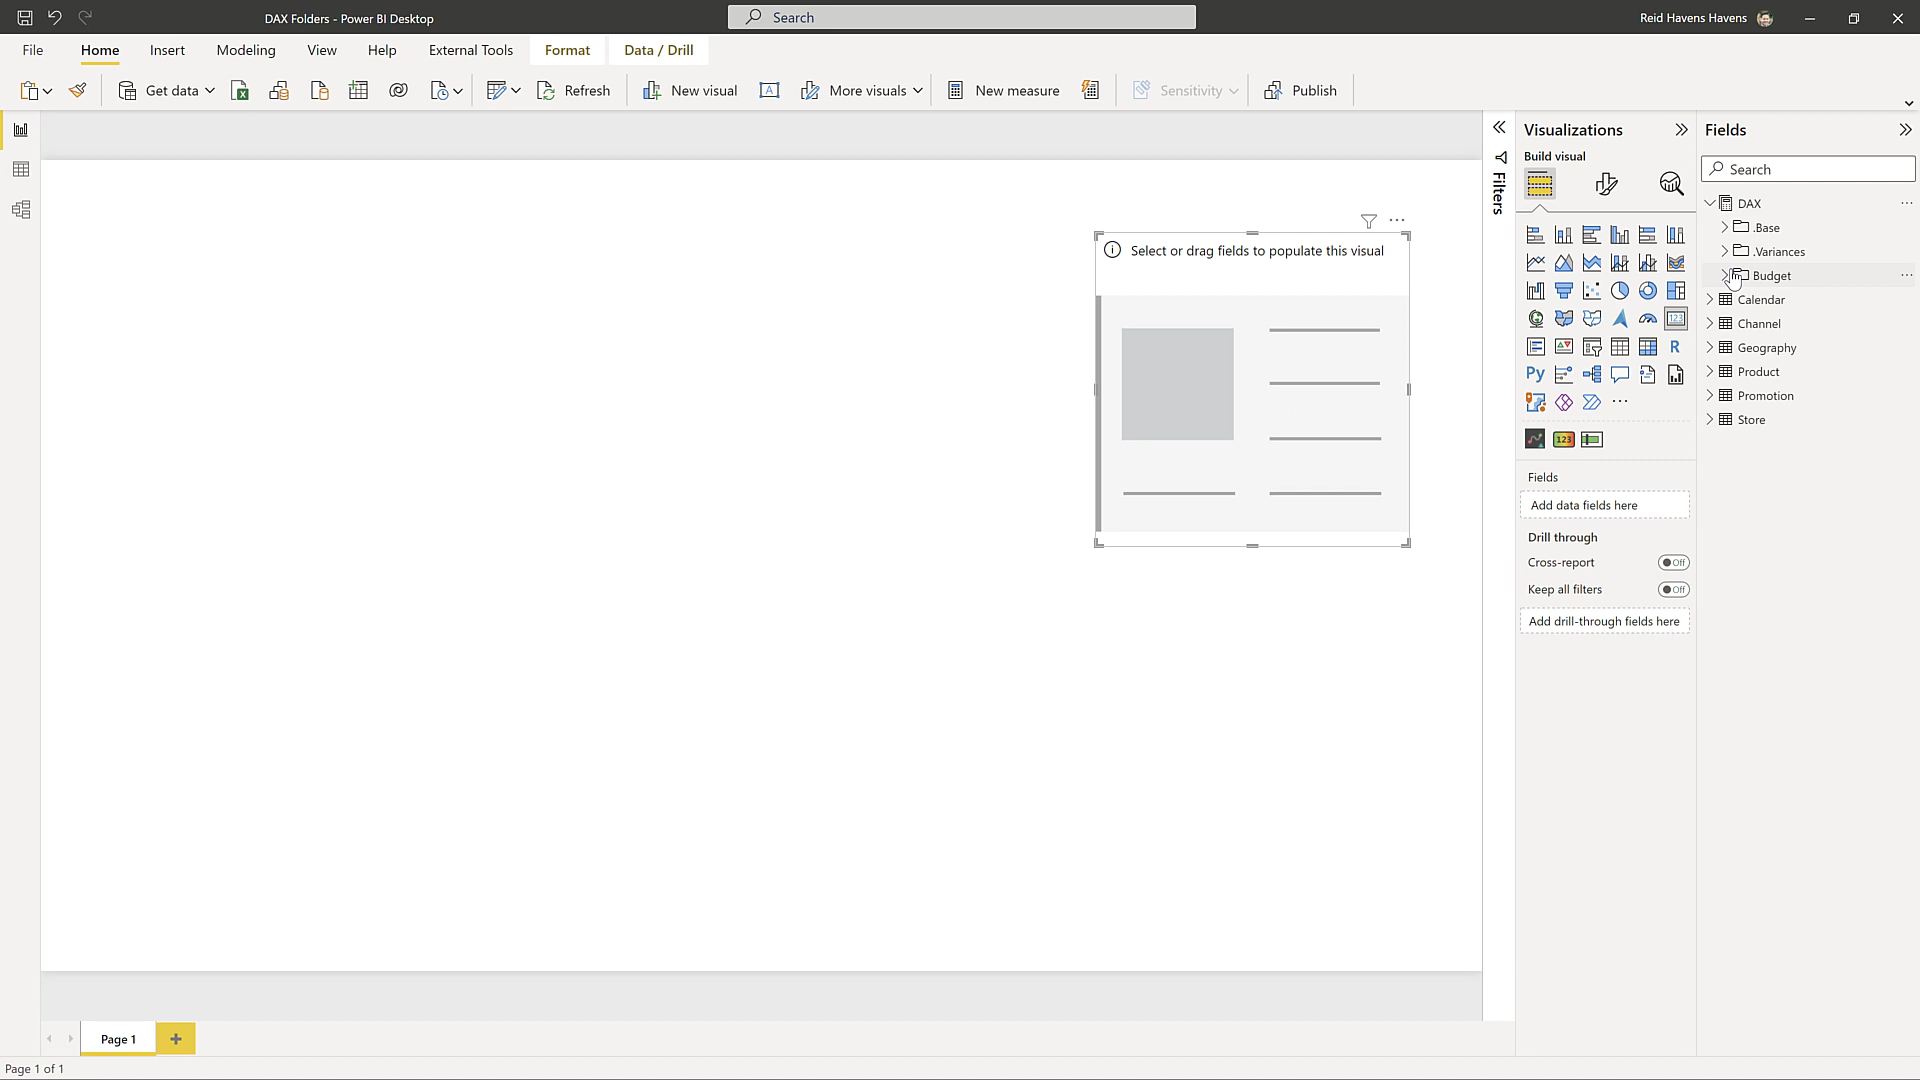 DAX Folders - Power BI Desktop
Search
Reid Havens Havens
File
Home
Insert
Modeling
View
Help
External Tools
Format
Data / Drill
Get data
Refresh
New visual
More visuals
New measure
Sensitivity
Publish
Filters
Visualizations
Build visual
123
R
Py
123
Fields
Add data fields here
Drill through
Cross-report
Off
Keep all filters
Off
Add drill-through fields here
Fields
Search
DAX
.Base
.Variances
Budget
Calendar
Channel
Geography
Product
Promotion
Store
Select or drag fields to populate this visual
Page 1
Page 1 of 1